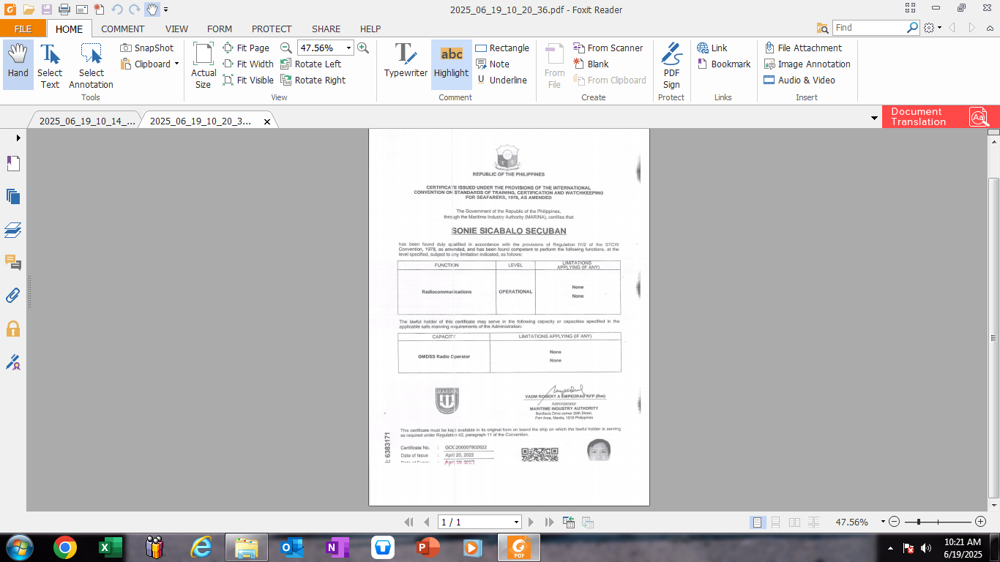 2025_06_19_10_20_36.pdf - Foxit Reader
FILE
HOME
COMMENT
VIEW
FORM
PROTECT
SHARE
HELP
Find
Hand
Select Text
Select Annotation
SnapShot
Clipboard
Tools
Actual Size
Fit Page
Fit Width
Fit Visible
47.56%
Rotate Left
Rotate Right
View
Typewriter
Highlight
Rectangle
Note
Underline
Comment
From File
From Scanner
Blank
From Clipboard
Create
PDF Sign
Protect
Link
Bookmark
Links
File Attachment
Image Annotation
Audio & Video
Insert
2025_06_19_10_14_...
2025_06_19_10_20_3...
Document Translation
REPUBLIC OF THE PHILIPPINES
CERTIFICATE ISSUED UNDER THE PROVISIONS OF THE INTERNATIONAL
CONVENTION ON STANDARDS OF TRAINING, CERTIFICATION AND WATCHKEEPING
FOR SEAFARERS, 1978, AS AMENDED
The Government of the Republic of the Philippines,
through the Maritime Industry Authority (MARINA), certifies that
SONIE SICABALO SECUBAN
has been found duly qualified in accordance with the provisions of Regulation IV/2 of the STCW
Convention, 1978, as amended, and has been found competent to perform the following functions, at the
level specified, subject to any limitation indicated, as follows:
FUNCTION
LEVEL
LIMITATIONS APPLYING (IF ANY)
Radiocommunications
OPERATIONAL
None
None
The lawful holder of this certificate may serve in the following capacity or capacities specified in the
applicable safe manning requirements of the Administration:
CAPACITY
LIMITATIONS APPLYING (IF ANY)
GMDSS Radio Operator
None
None
MARINA
VADM ROBERT A EMPEDRAD AFP (Ret)
Administrator
MARITIME INDUSTRY AUTHORITY
Bonifacio Drive corner 20th Street,
Port Area, Manila, 1018 Philippines
This certificate must be kept available in its original form on board the ship on which the lawful holder is serving
as required under Regulation I/2, paragraph 11 of the Convention.
6383171
Certificate No. : GOC200007802622
Date of Issue : April 20, 2022
1 / 1
47.56%
10:21 AM
6/19/2025